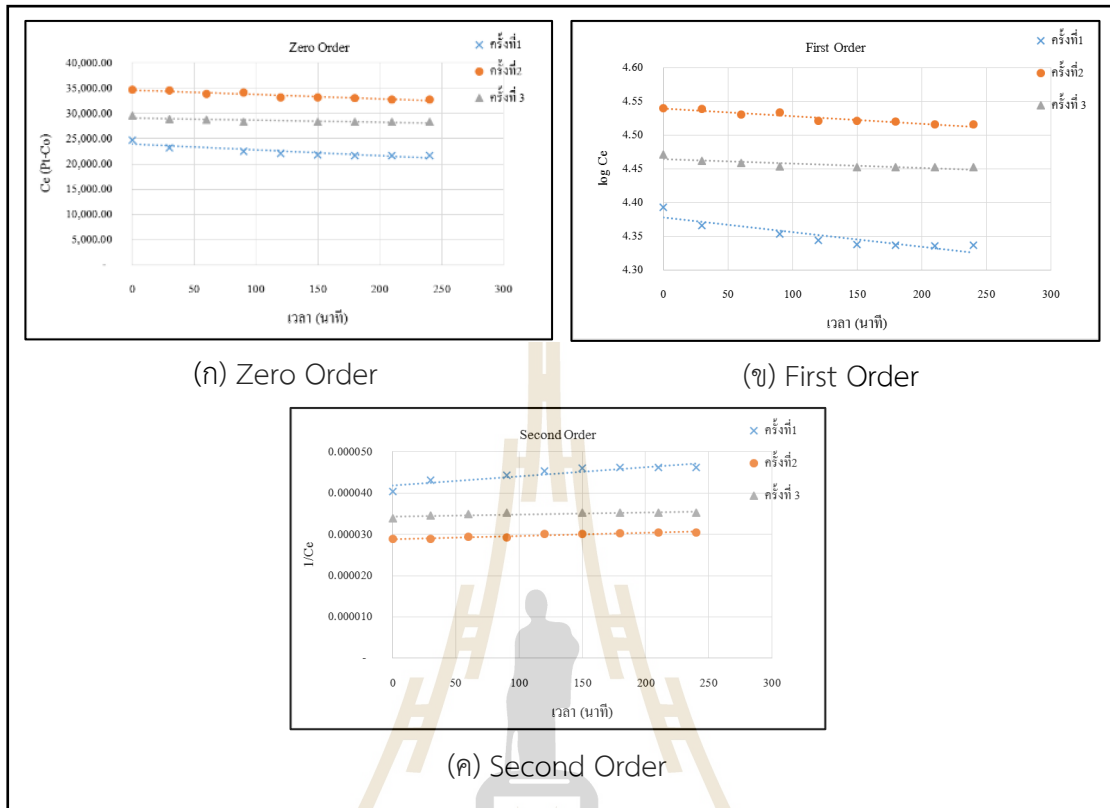 Zero Order
× ครั้งที่1
● ครั้งที่2
▲ ครั้งที่ 3
40,000.00
35,000.00
30,000.00
25,000.00
20,000.00
15,000.00
10,000.00
5,000.00
-
Ce (Pt-Co)
0 50 100 150 200 250 300
เวลา (นาที)
(ก) Zero Order
First Order
× ครั้งที่1
● ครั้งที่2
▲ ครั้งที่ 3
4.60
4.55
4.50
4.45
4.40
4.35
4.30
log Ce
0 50 100 150 200 250 300
เวลา (นาที)
(ข) First Order
Second Order
× ครั้งที่1
● ครั้งที่2
▲ ครั้งที่ 3
0.000050
0.000040
0.000030
0.000020
0.000010
-
1/Ce
0 50 100 150 200 250 300
เวลา (นาที)
(ค) Second Order